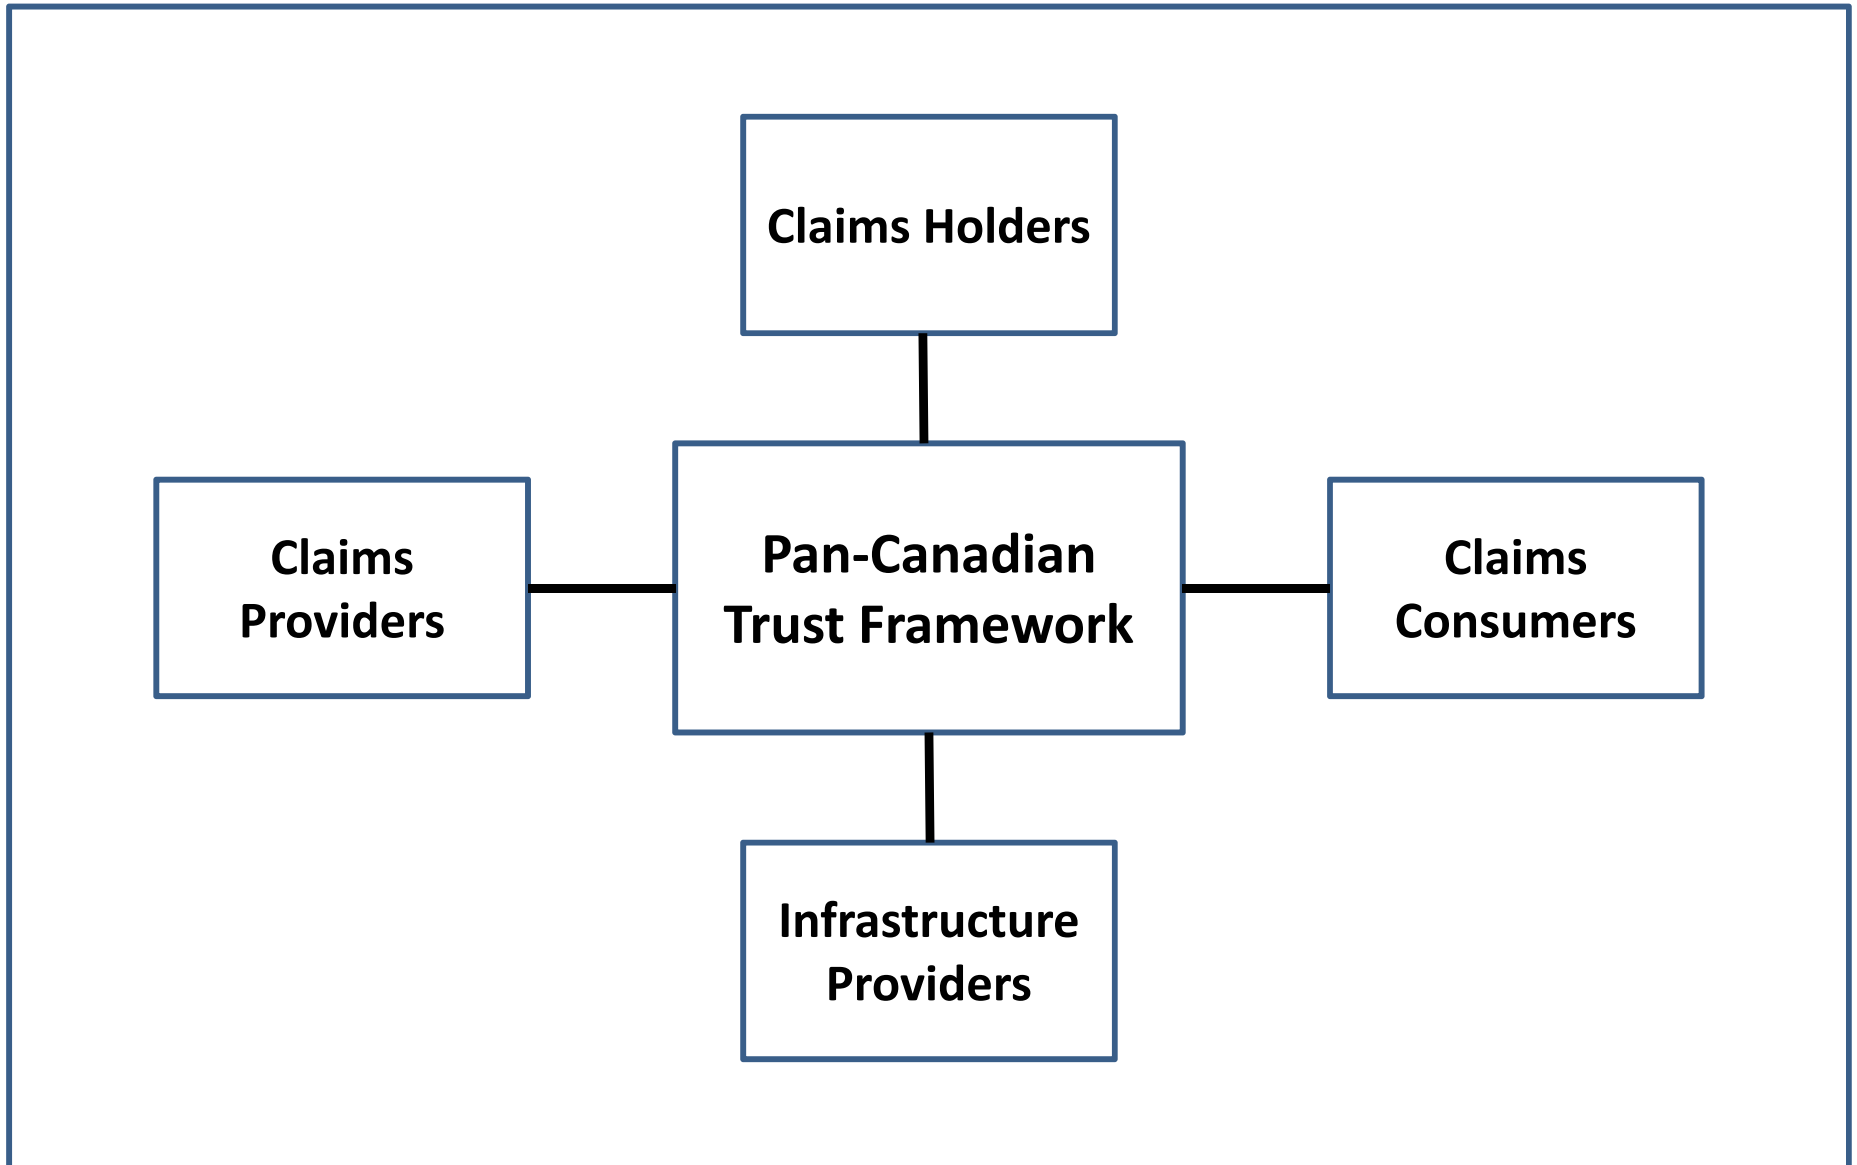 Claims Holders
Claims
Providers
Pan-Canadian
Trust Framework
Claims
Consumers
Infrastructure
Providers